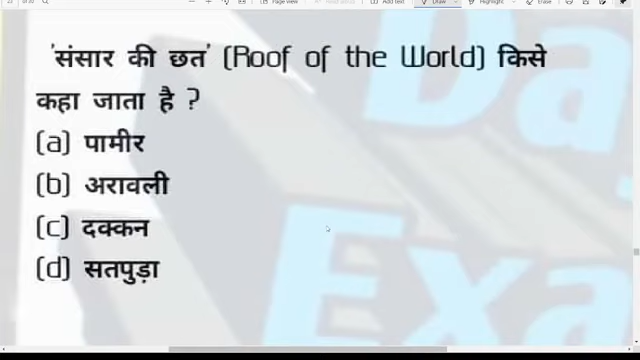 'संसार की छत' (Roof of the World) किसे
कहा जाता है ?
(a) पामीर
(b) अरावली
(c) दक्कन
(d) सतपुड़ा